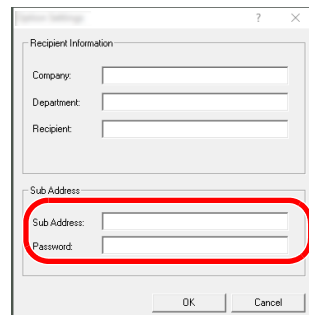 ?
Recipient Information
Company:
Department:
Recipient:
Sub Address
Sub Address:
Password:
OK Cancel